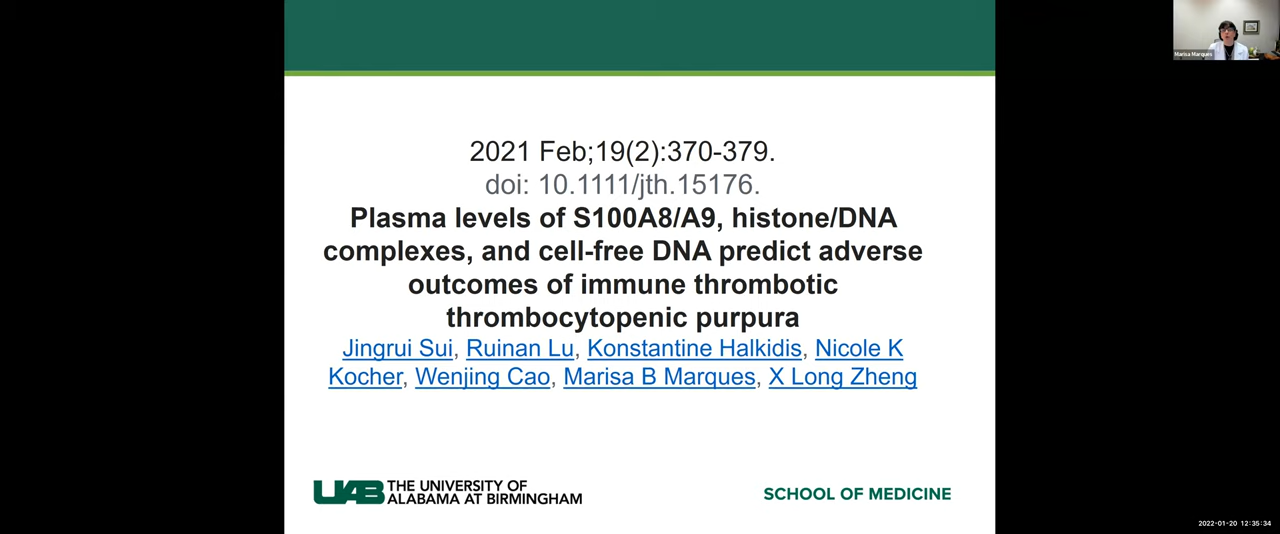 Marisa Marques
2021 Feb;19(2):370-379.
doi: 10.1111/jth.15176.
Plasma levels of S100A8/A9, histone/DNA
complexes, and cell-free DNA predict adverse
outcomes of immune thrombotic
thrombocytopenic purpura
Jingrui Sui, Ruinan Lu, Konstantine Halkidis, Nicole K
Kocher, Wenjing Cao, Marisa B Marques, X Long Zheng
UAB THE UNIVERSITY OF
ALABAMA AT BIRMINGHAM
SCHOOL OF MEDICINE
2022-01-20 12:35:34